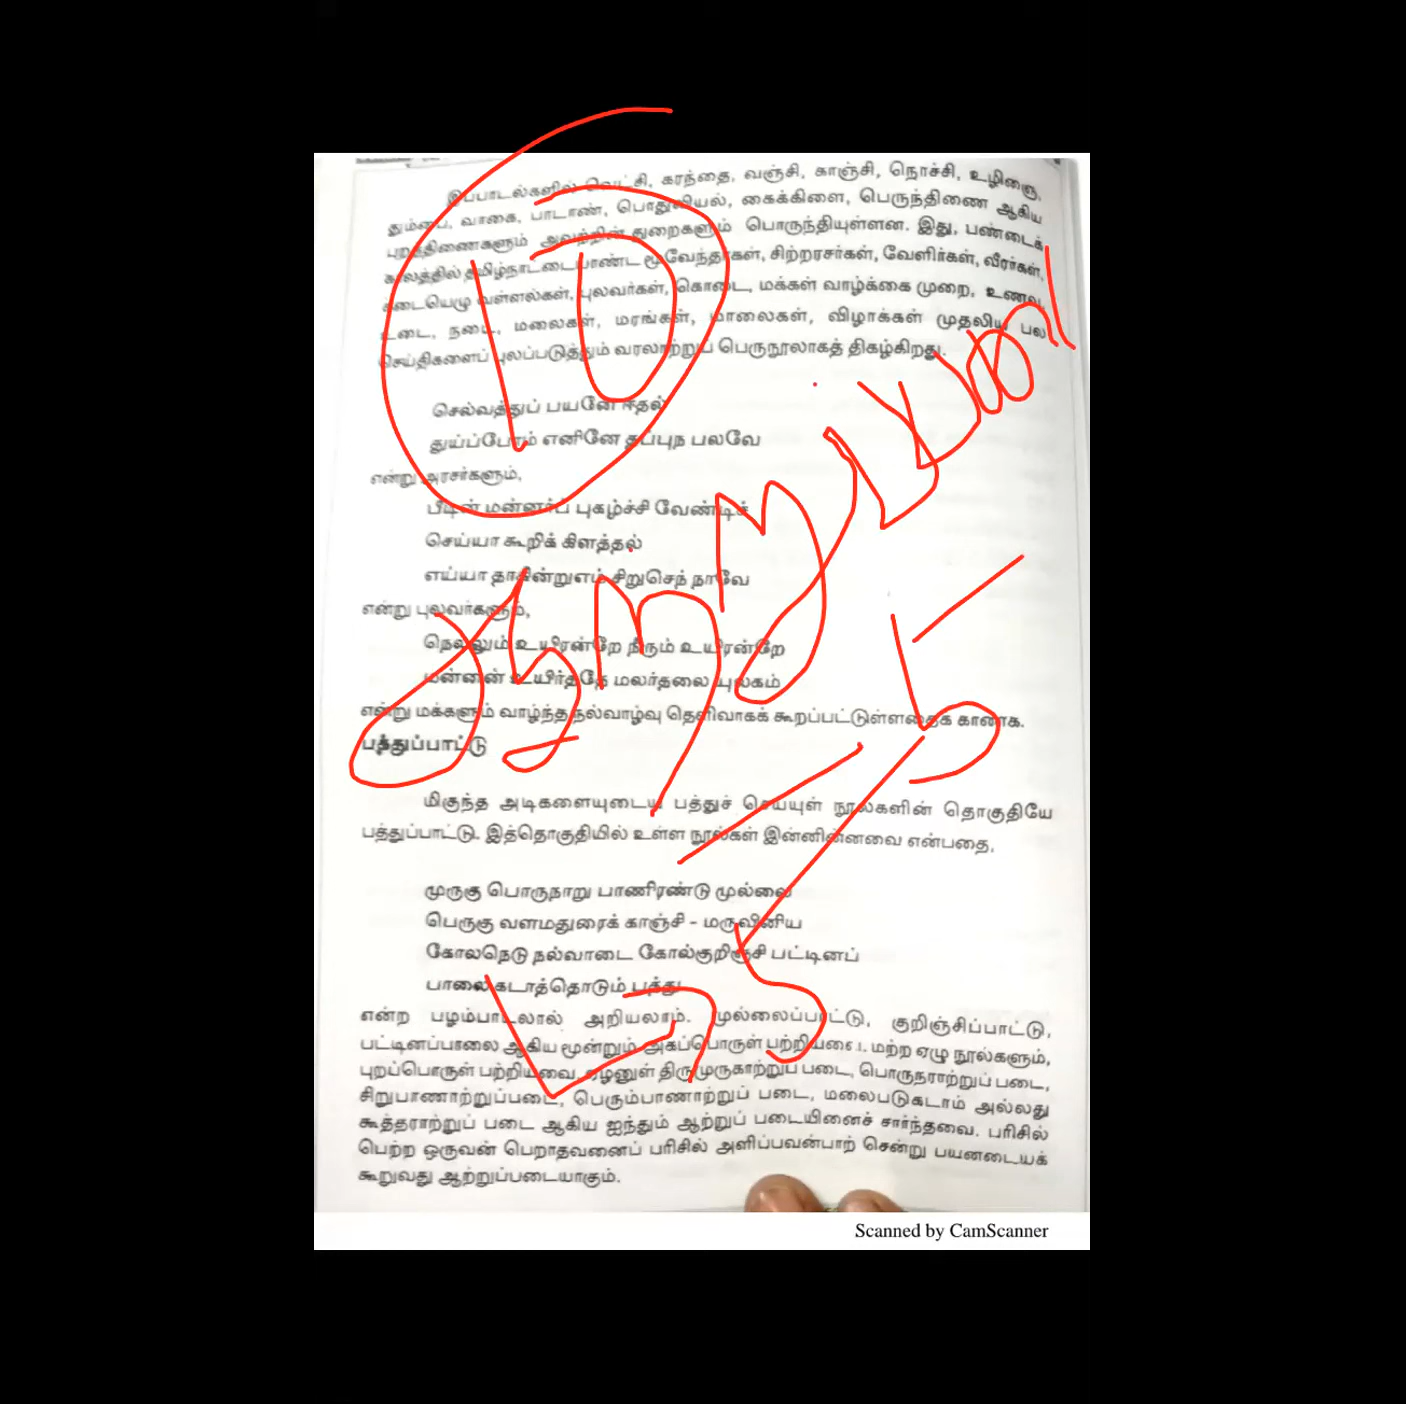 இப்பாடல்களில் வெட்சி, கரந்தை, வஞ்சி, காஞ்சி, நொச்சி, உழிஞை,
தும்பை, வாகை, பாடாண், பொதுவியல், கைக்கிளை, பெருந்திணை ஆகிய
புறத்திணைகளும் அவற்றின் துறைகளும் பொருந்தியுள்ளன. இது, பண்டைக்
காலத்தில் தமிழ்நாட்டையாண்ட மூவேந்தர்கள், சிற்றரசர்கள், வேளிர்கள், வீரர்கள்,
கடையெழு வள்ளல்கள், புலவர்கள், கொடை, மக்கள் வாழ்க்கை முறை, உணவு,
உடை, நடை, மலைகள், மரங்கள், மாலைகள், விழாக்கள் முதலிய பல
செய்திகளைப் புலப்படுத்தும் வரலாற்றுப் பெருநூலாகத் திகழ்கிறது.
செல்வத்துப் பயனே ஈதல்
துய்ப்போம் எனினே தப்புந பலவே
என்று அரசர்களும்,
பீடின் மன்னர்ப் புகழ்ச்சி வேண்டிச்
செய்யா கூறிக் கிளத்தல்
எய்யா தாகின்றுஎம் சிறுசெந் நாவே
என்று புலவர்களும்,
நெல்லும் உயிரன்றே நீரும் உயிரன்றே
மன்னன் உயிர்த்தே மலர்தலை யுலகம்
என்று மக்களும் வாழ்ந்த நல்வாழ்வு தெளிவாகக் கூறப்பட்டுள்ளதைக் காண்க.
பத்துப்பாட்டு
மிகுந்த அடிகளையுடைய பத்துச் செய்யுள் நூல்களின் தொகுதியே
பத்துப்பாட்டு. இத்தொகுதியில் உள்ள நூல்கள் இன்னின்னவை என்பதை,
முருகு பொருநாறு பாணிரண்டு முல்லை
பெருகு வளமதுரைக் காஞ்சி - மருவினிய
கோலநெடு நல்வாடை கோல்குறிஞ்சி பட்டினப்
பாலை கடாத்தொடும் பத்து
என்ற பழம்பாடலால் அறியலாம். முல்லைப்பாட்டு, குறிஞ்சிப்பாட்டு,
பட்டினப்பாலை ஆகிய மூன்றும் அகப்பொருள் பற்றியவை. மற்ற ஏழு நூல்களும்,
புறப்பொருள் பற்றியவை. ஏழனுள் திருமுருகாற்றுப் படை, பொருநராற்றுப் படை,
சிறுபாணாற்றுப்படை, பெரும்பாணாற்றுப் படை, மலைபடுகடாம் அல்லது
கூத்தராற்றுப் படை ஆகிய ஐந்தும் ஆற்றுப் படையினைச் சார்ந்தவை. பரிசில்
பெற்ற ஒருவன் பெறாதவனைப் பரிசில் அளிப்பவன்பாற் சென்று பயனடையக்
கூறுவது ஆற்றுப்படையாகும்.
Scanned by CamScanner